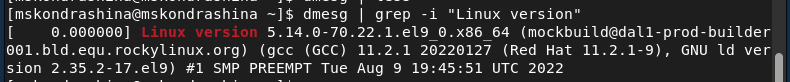 [mskondrashina@mskondrashina ~]$ dmesg | grep -i "Linux version"
[    0.000000] Linux version 5.14.0-70.22.1.el9_0.x86_64 (mockbuild@dal1-prod-builder
001.bld.equ.rockylinux.org) (gcc (GCC) 11.2.1 20220127 (Red Hat 11.2.1-9), GNU ld ver
sion 2.35.2-17.el9) #1 SMP PREEMPT Tue Aug 9 19:45:51 UTC 2022